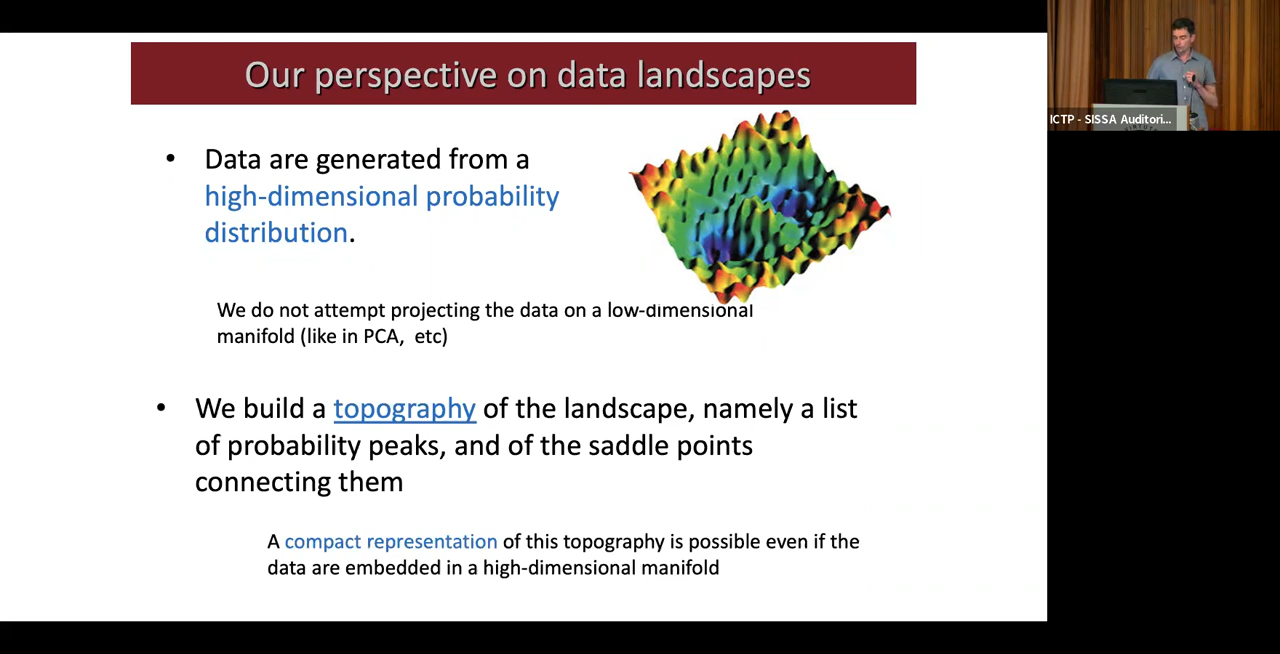 Our perspective on data landscapes
• Data are generated from a
high-dimensional probability
distribution.
We do not attempt projecting the data on a low-dimensional
manifold (like in PCA, etc)
• We build a topography of the landscape, namely a list
of probability peaks, and of the saddle points
connecting them
A compact representation of this topography is possible even if the
data are embedded in a high-dimensional manifold
ICTP - SISSA Auditori...